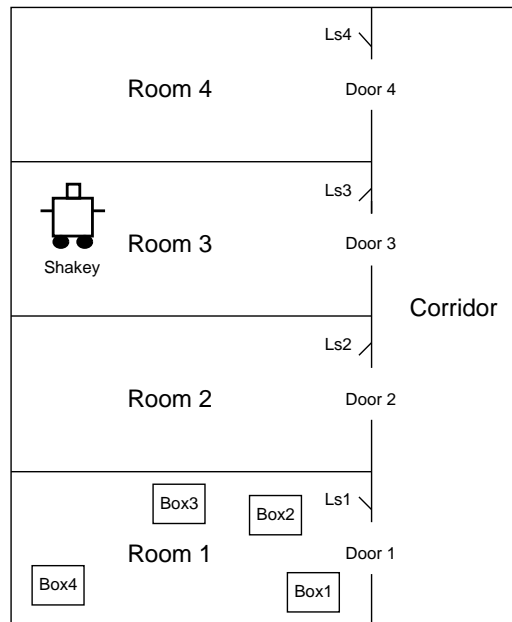 Ls4
Room 4
Door 4
Ls3
Room 3
Door 3
Shakey
Corridor
Ls2
Room 2
Door 2
Box3
Ls1
Box2
Room 1
Door 1
Box4
Box1